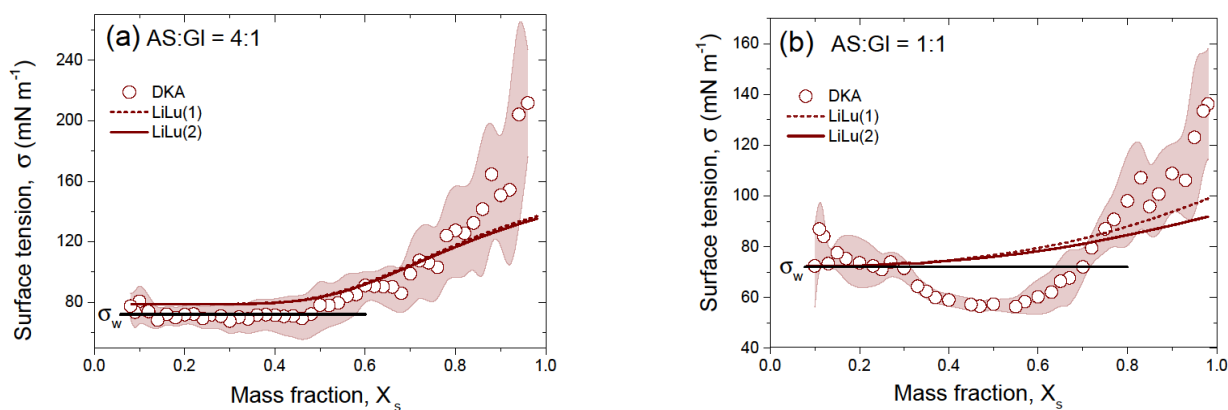 (a) AS:Gl = 4:1
DKA
LiLu(1)
LiLu(2)
Surface tension, σ (mN m⁻¹)
240
200
160
120
80
σw
0.0 0.2 0.4 0.6 0.8 1.0
Mass fraction, Xs
(b) AS:Gl = 1:1
DKA
LiLu(1)
LiLu(2)
Surface tension, σ (mN m⁻¹)
160
140
120
100
80
σw
60
40
0.0 0.2 0.4 0.6 0.8 1.0
Mass fraction, Xs